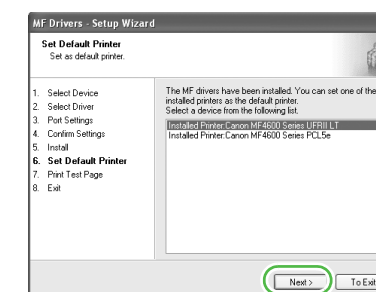 MF Drivers - Setup Wizard
Set Default Printer
Set as default printer.
1. Select Device
2. Select Driver
3. Port Settings
4. Confirm Settings
5. Install
6. Set Default Printer
7. Print Test Page
8. Exit
The MF drivers have been installed. You can set one of the
installed printers as the default printer.
Select a device from the following list.
Installed Printer:Canon MF4600 Series UFRII LT
Installed Printer:Canon MF4600 Series PCL5e
Next >
To Exit